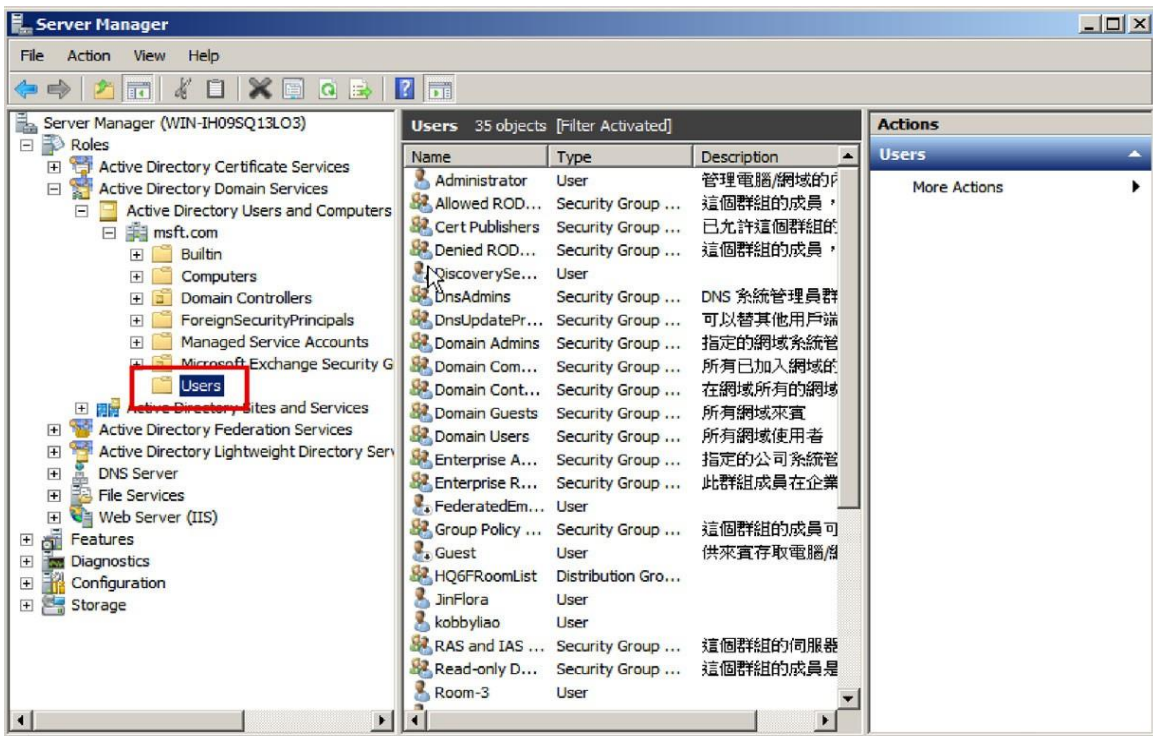 Server Manager
File Action View Help
Server Manager (WIN-IH09SQ13LO3)
Roles
Active Directory Certificate Services
Active Directory Domain Services
Active Directory Users and Computers
msft.com
Builtin
Computers
Domain Controllers
ForeignSecurityPrincipals
Managed Service Accounts
Microsoft Exchange Security G
Users
Active Directory Sites and Services
Active Directory Federation Services
Active Directory Lightweight Directory Serv
DNS Server
File Services
Web Server (IIS)
Features
Diagnostics
Configuration
Storage
Users 35 objects [Filter Activated]
Name Type Description
Administrator User 管理電腦/網域的內
Allowed ROD... Security Group ... 這個群組的成員,
Cert Publishers Security Group ... 已允許這個群組的
Denied ROD... Security Group ... 這個群組的成員,
DiscoverySe... User
DnsAdmins Security Group ... DNS 系統管理員群
DnsUpdatePr... Security Group ... 可以替其他用戶端
Domain Admins Security Group ... 指定的網域系統管
Domain Com... Security Group ... 所有已加入網域的
Domain Cont... Security Group ... 在網域所有的網域
Domain Guests Security Group ... 所有網域來賓
Domain Users Security Group ... 所有網域使用者
Enterprise A... Security Group ... 指定的公司系統管
Enterprise R... Security Group ... 此群組成員在企業
FederatedEm... User
Group Policy ... Security Group ... 這個群組的成員可
Guest User 供來賓存取電腦/網
HQ6FRoomList Distribution Gro...
JinFlora User
kobbyliao User
RAS and IAS ... Security Group ... 這個群組的伺服器
Read-only D... Security Group ... 這個群組的成員是
Room-3 User
Actions
Users
More Actions